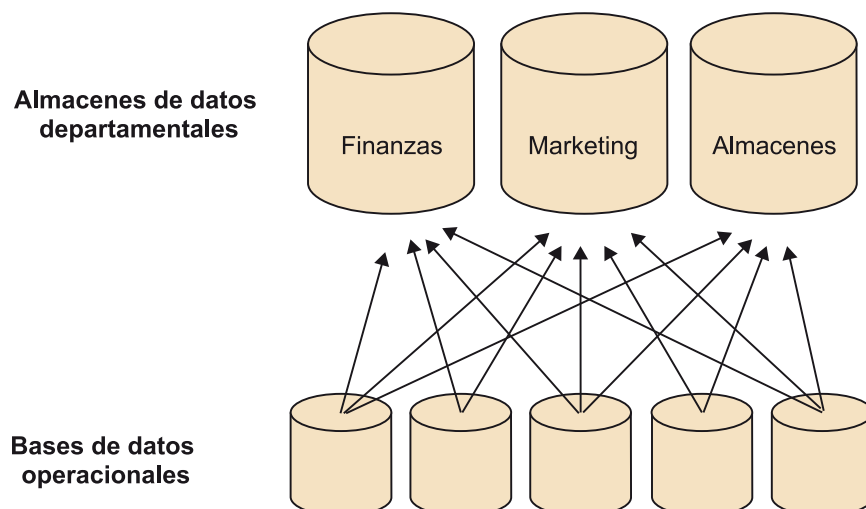 Almacenes de datos
departamentales
Finanzas
Marketing
Almacenes
Bases de datos
operacionales